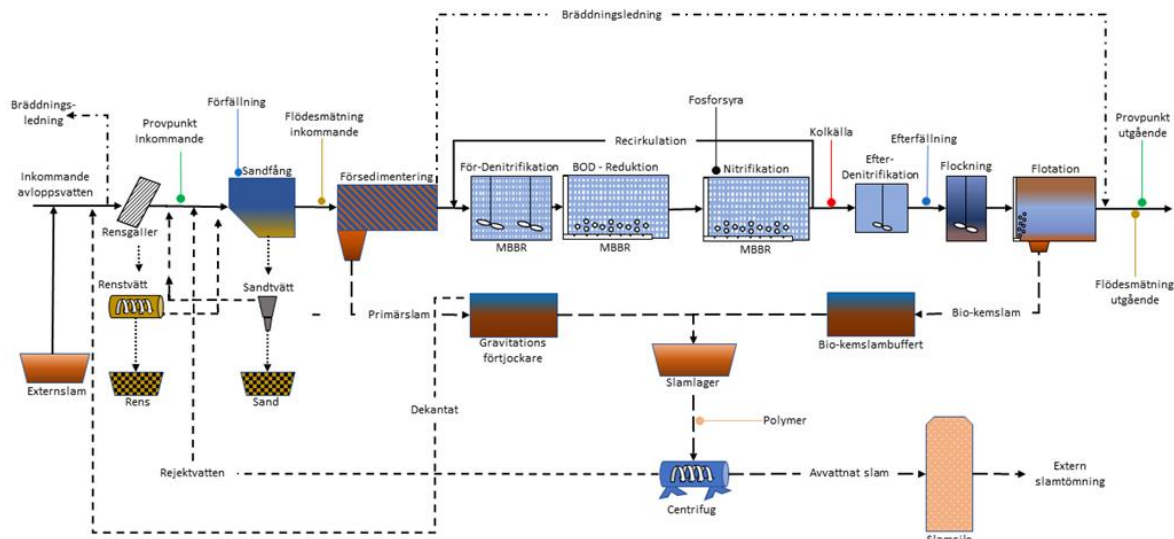 Bräddningsledning
Bräddnings-
ledning
Förfällning
Provpunkt
Inkommande
Flödesmätning
inkommande
Fosforsyra
Provpunkt
utgående
Recirkulation
Kolkälla
Inkommande
avloppsvatten
Sandfång
Försedimentering
För-Denitrifikation
BOD - Reduktion
Nitrifikation
Efter-
Denitrifikation
Efterfällning
Flockning
Flotation
Rensgaller
MBBR
MBBR
MBBR
Renstvätt
Sandtvätt
Flödesmätning
utgående
Primärslam
Bio-kemslam
Gravitations
förtjockare
Bio-kemslambuffert
Externslam
Rens
Sand
Slamlager
Dekantat
Polymer
Rejektvatten
Avvattnat slam
Extern
slamtömning
Centrifug